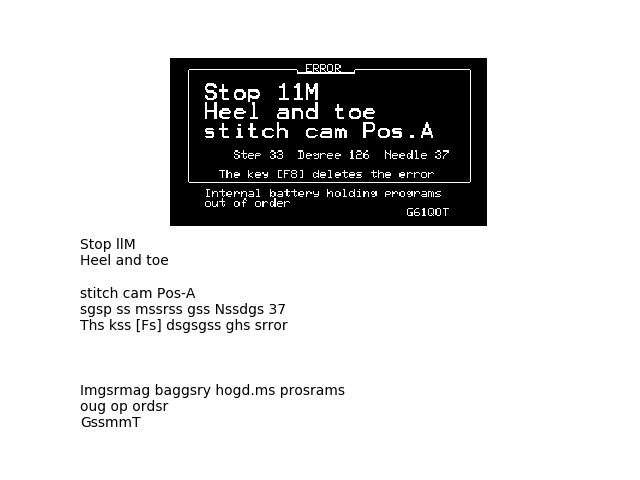 ERROR
Stop 11M
Heel and toe
stitch cam Pos.A
Step 33 Degree 126 Needle 37
The key [F8] deletes the error
Internal battery holding programs
out of order
G61Q0T
Stop llM
Heel and toe
stitch cam Pos-A
sgsp ss mssrss gss Nssdgs 37
Ths kss [Fs] dsgsgss ghs srror
Imgsrmag baggsry hogd.ms prosrams
oug op ordsr
GssmmT